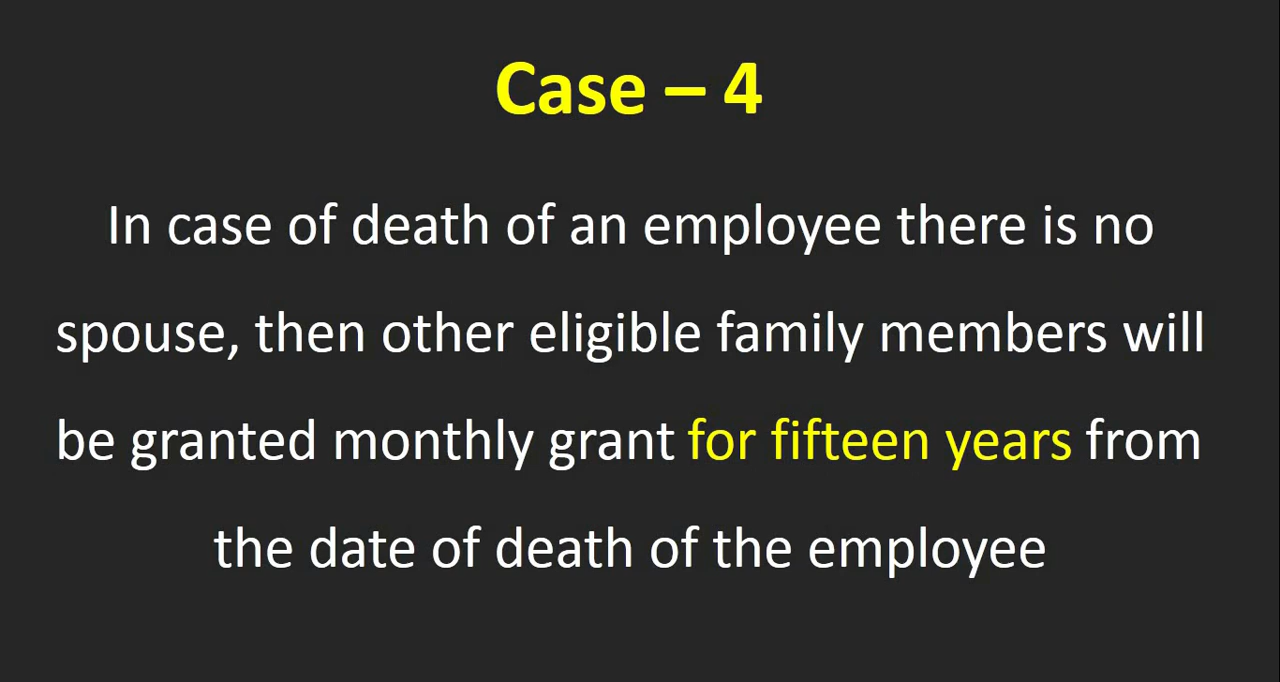 Case – 4
In case of death of an employee there is no
spouse, then other eligible family members will
be granted monthly grant for fifteen years from
the date of death of the employee